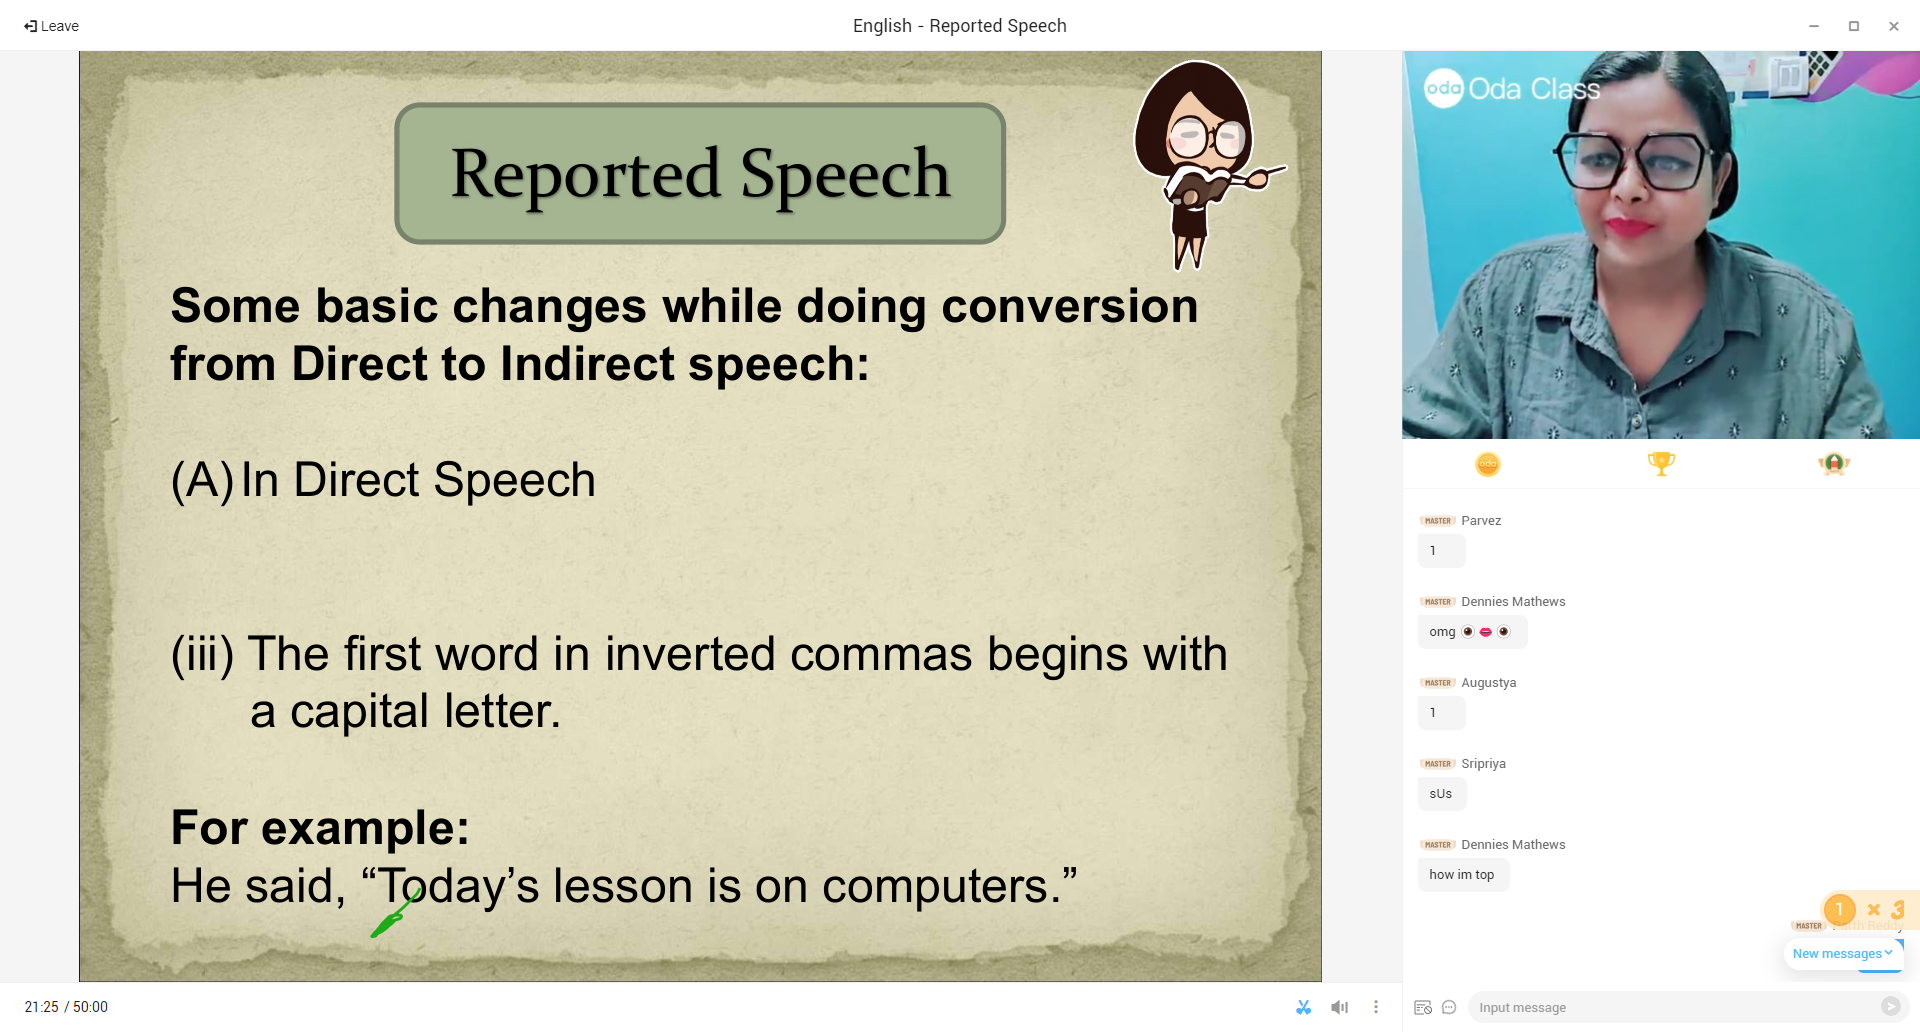 Leave
English - Reported Speech
Reported Speech
Some basic changes while doing conversion
from Direct to Indirect speech:
(A) In Direct Speech
(iii) The first word in inverted commas begins with
a capital letter.
For example:
He said, “Today’s lesson is on computers.”
21:25 / 50:00
oda Oda Class
oda
MASTER Parvez
1
MASTER Dennies Mathews
omg 👁️👄👁️
MASTER Augustya
1
MASTER Sripriya
sUs
MASTER Dennies Mathews
how im top
1 × 3
MASTER
New messages
Input message